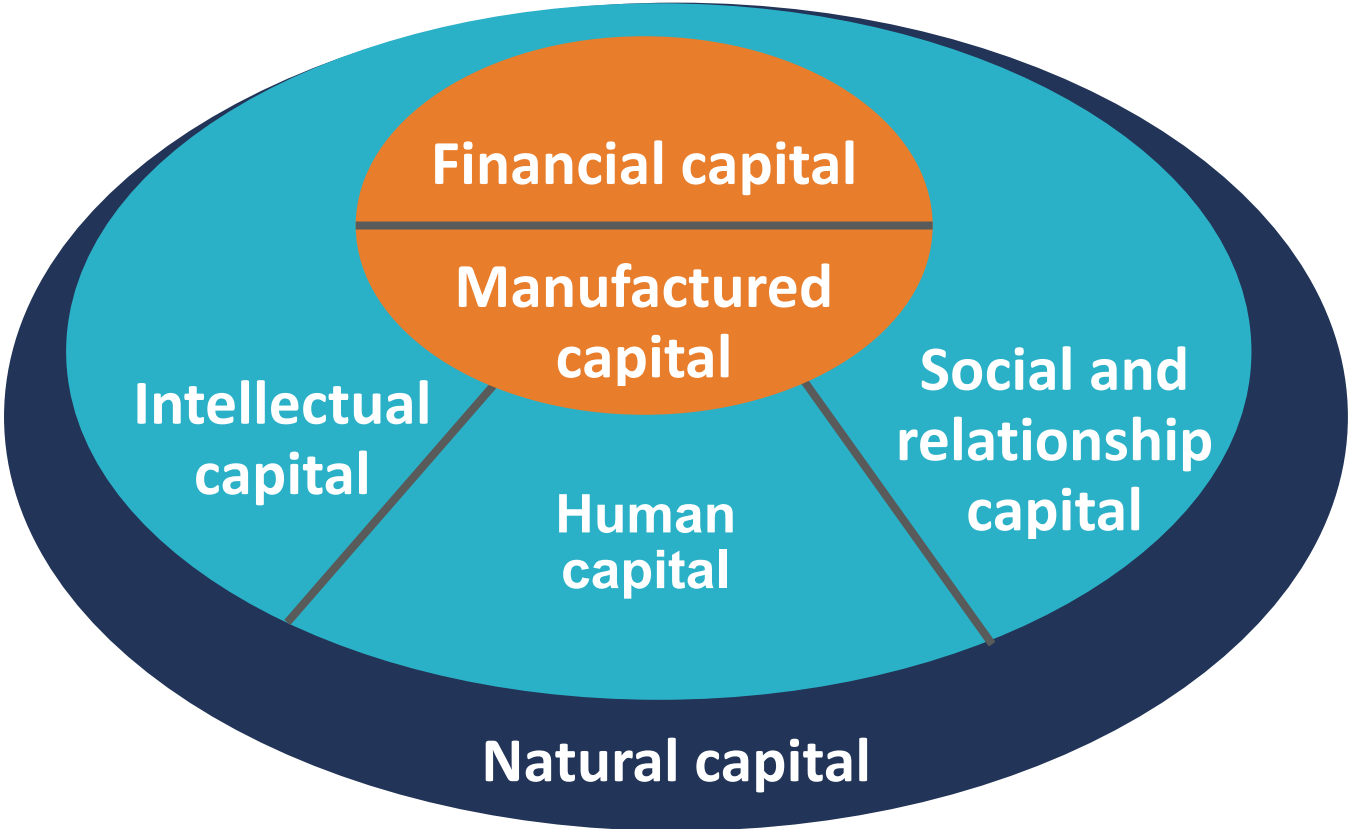 Financial capital
Manufactured
capital
Intellectual
capital
Human
capital
Social and
relationship
capital
Natural capital